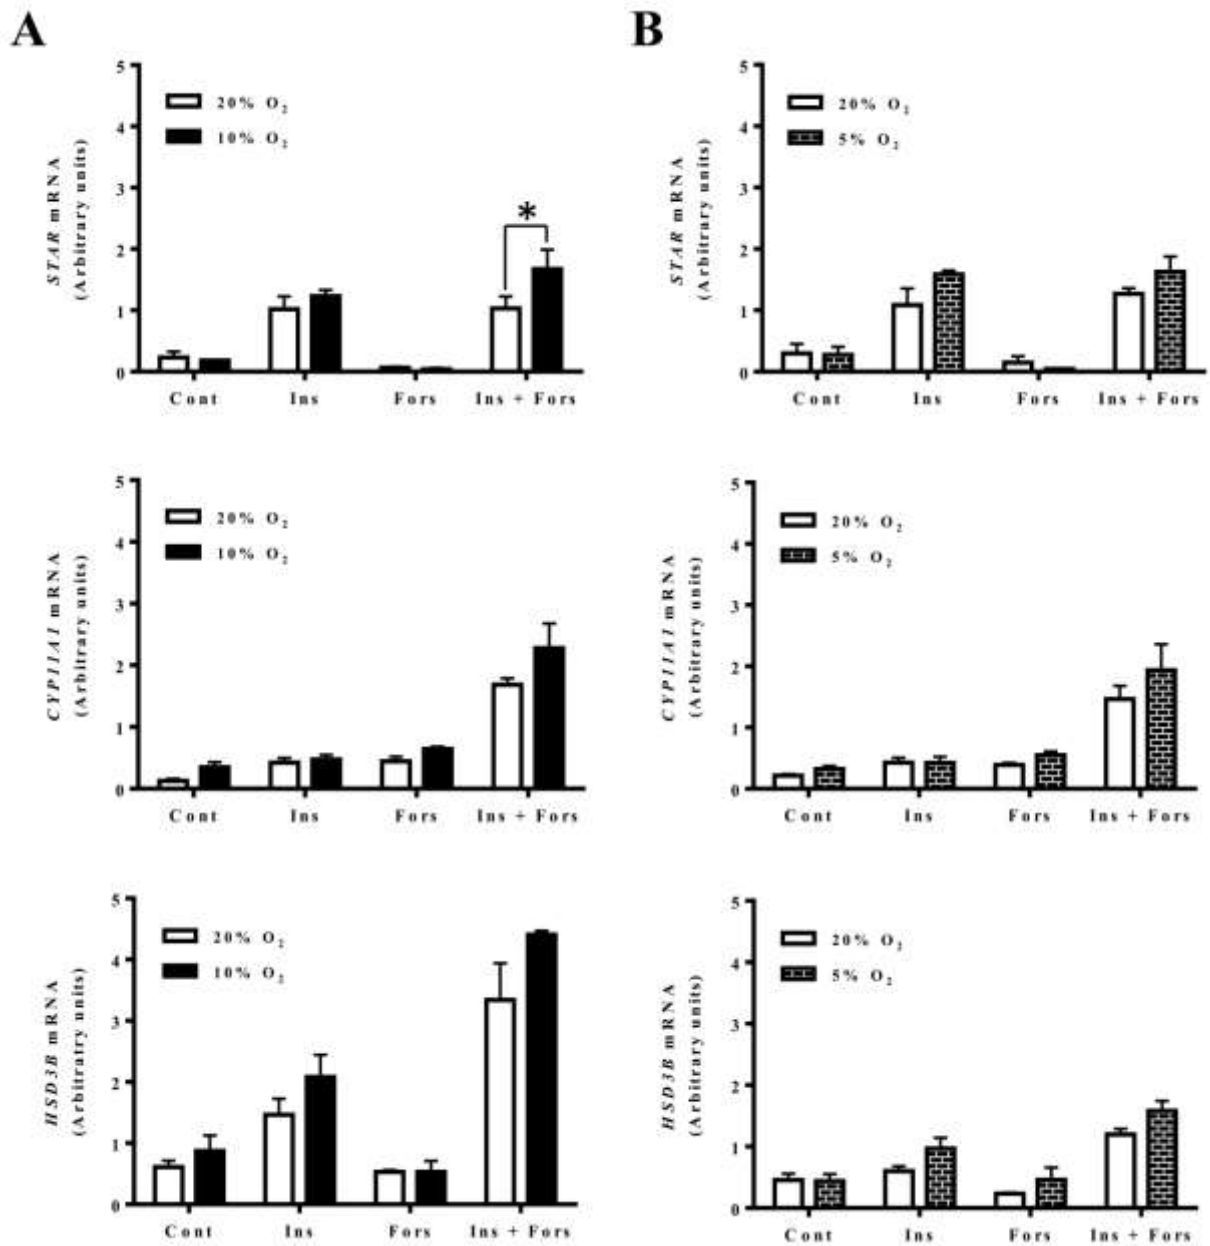 A
B
5
4
3
2
1
0
STAR mRNA
(Arbitrary units)
20% O2
10% O2
*
Cont Ins Fors Ins + Fors
5
4
3
2
1
0
STAR mRNA
(Arbitrary units)
20% O2
5% O2
Cont Ins Fors Ins + Fors
5
4
3
2
1
0
CYP11A1 mRNA
(Arbitrary units)
20% O2
10% O2
Cont Ins Fors Ins + Fors
5
4
3
2
1
0
CYP11A1 mRNA
(Arbitrary units)
20% O2
5% O2
Cont Ins Fors Ins + Fors
5
4
3
2
1
0
HSD3B mRNA
(Arbitratry units)
20% O2
10% O2
Cont Ins Fors Ins + Fors
5
4
3
2
1
0
HSD3B mRNA
(Arbitrary units)
20% O2
5% O2
Cont Ins Fors Ins + Fors